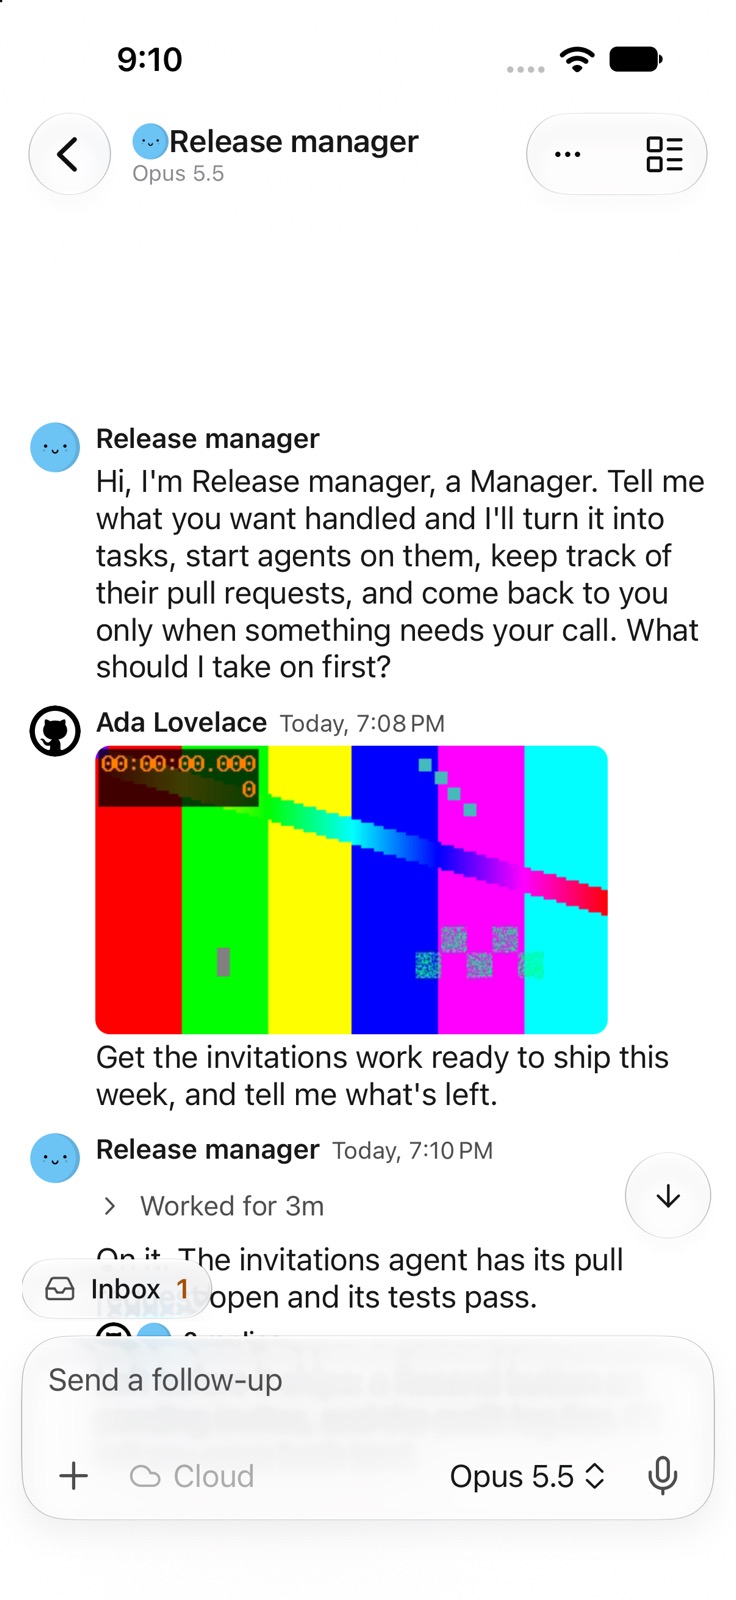 9:10
Release manager
Opus 5.5
Release manager
Hi, I'm Release manager, a Manager. Tell me
what you want handled and I'll turn it into
tasks, start agents on them, keep track of
their pull requests, and come back to you
only when something needs your call. What
should I take on first?
Ada Lovelace Today, 7:08 PM
00:00:00.000
0
Get the invitations work ready to ship this
week, and tell me what's left.
Release manager Today, 7:10 PM
Worked for 3m
On it. The invitations agent has its pull
open and its tests pass.
Inbox 1
Send a follow-up
Cloud
Opus 5.5